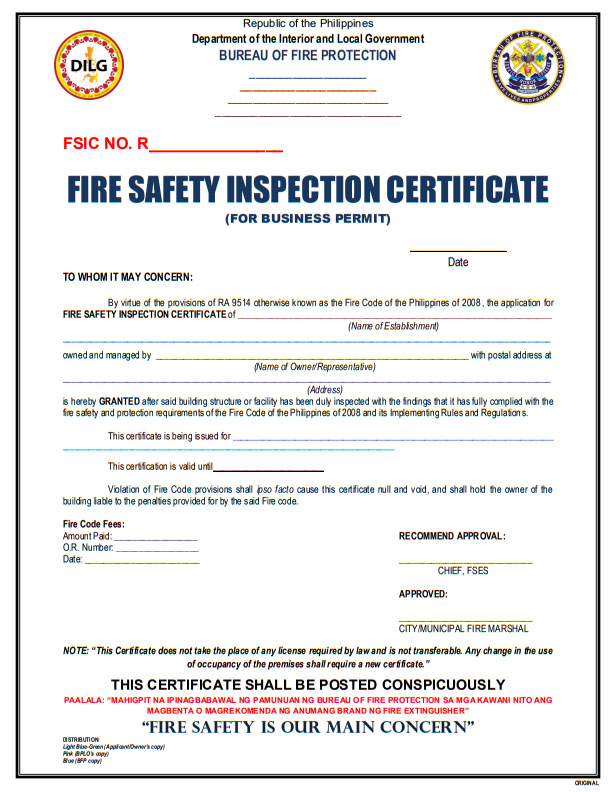 Republic of the Philippines
Department of the Interior and Local Government
BUREAU OF FIRE PROTECTION
DILG
BUREAU OF FIRE PROTECTION
FSIC NO. R_______________
FIRE SAFETY INSPECTION CERTIFICATE
(FOR BUSINESS PERMIT)
Date
TO WHOM IT MAY CONCERN:
By virtue of the provisions of RA 9514 otherwise known as the Fire Code of the Philippines of 2008, the application for
FIRE SAFETY INSPECTION CERTIFICATE of ____________________
(Name of Establishment)
owned and managed by ____________________ with postal address at
(Name of Owner/Representative)
(Address)
is hereby GRANTED after said building structure or facility has been duly inspected with the findings that it has fully complied with the
fire safety and protection requirements of the Fire Code of the Philippines of 2008 and its Implementing Rules and Regulations.
This certificate is being issued for ____________________
This certification is valid until____________________
Violation of Fire Code provisions shall ipso facto cause this certificate null and void, and shall hold the owner of the
building liable to the penalties provided for by the said Fire code.
Fire Code Fees:
Amount Paid: _______________
O.R. Number: _______________
Date: ____________________
RECOMMEND APPROVAL:
CHIEF, FSES
APPROVED:
CITY/MUNICIPAL FIRE MARSHAL
NOTE: “This Certificate does not take the place of any license required by law and is not transferable. Any change in the use
of occupancy of the premises shall require a new certificate.”
THIS CERTIFICATE SHALL BE POSTED CONSPICUOUSLY
PAALALA: “MAHIGPIT NA IPINAGBABAWAL NG PAMUNUAN NG BUREAU OF FIRE PROTECTION SA MGA KAWANI NITO ANG
MAGBENTA O MAGREKOMENDA NG ANUMANG BRAND NG FIRE EXTINGUISHER”
“FIRE SAFETY IS OUR MAIN CONCERN”
DISTRIBUTION:
Light Blue-Green (Applicant/Owner's copy)
Pink (BPLO's copy)
Blue (BFP copy)
ORIGINAL